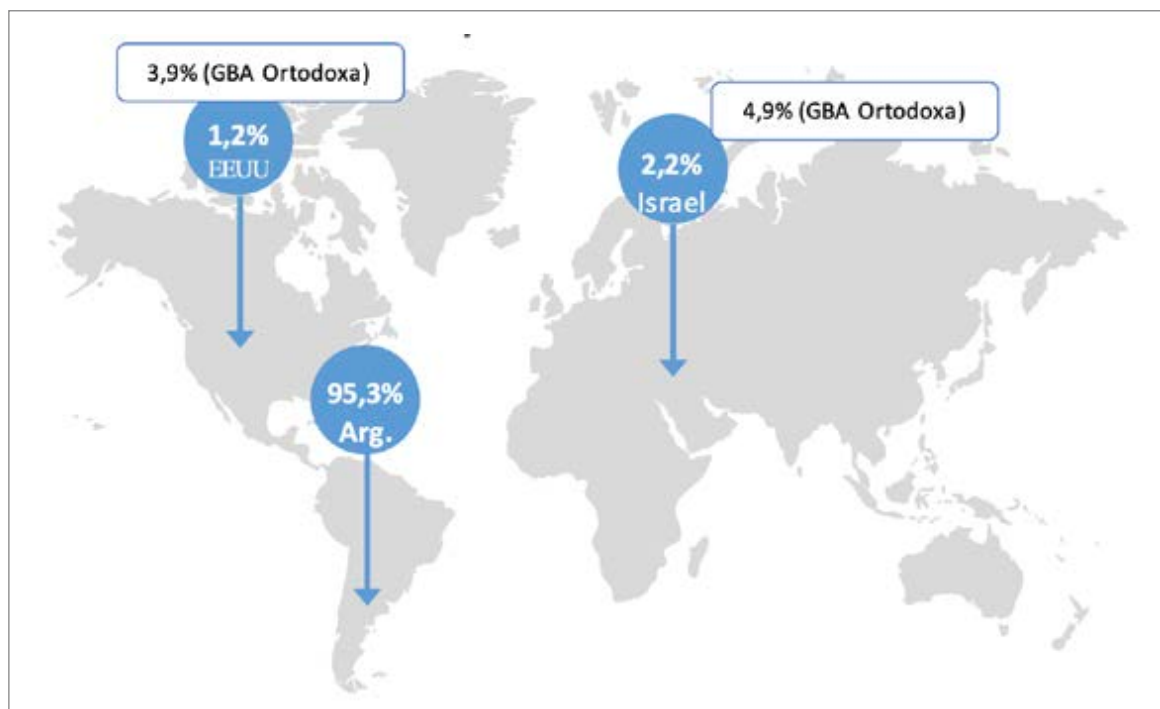 3,9% (GBA Ortodoxa)
1,2%
EEUU
4,9% (GBA Ortodoxa)
2,2%
Israel
95,3%
Arg.